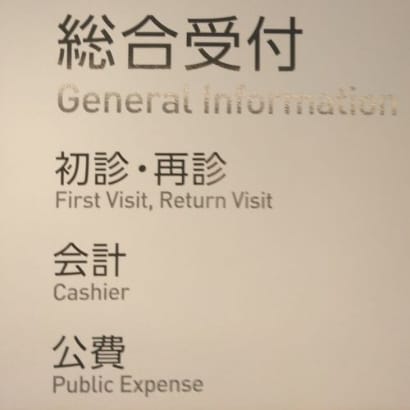 総合受付
General Information
初診・再診
First Visit, Return Visit
会計
Cashier
公費
Public Expense